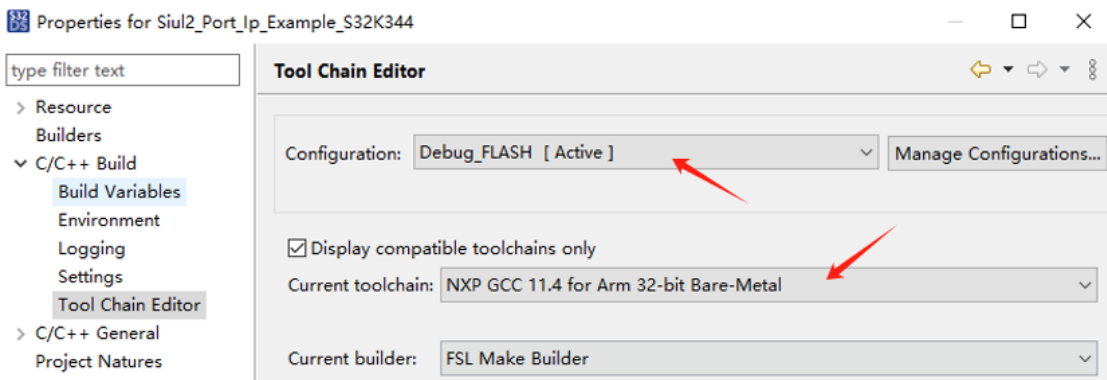 S32 DS Properties for Siul2_Port_Ip_Example_S32K344
type filter text
Resource
Builders
C/C++ Build
Build Variables
Environment
Logging
Settings
Tool Chain Editor
C/C++ General
Project Natures
Tool Chain Editor
Configuration: Debug_FLASH [ Active ] Manage Configurations...
Display compatible toolchains only
Current toolchain: NXP GCC 11.4 for Arm 32-bit Bare-Metal
Current builder: FSL Make Builder